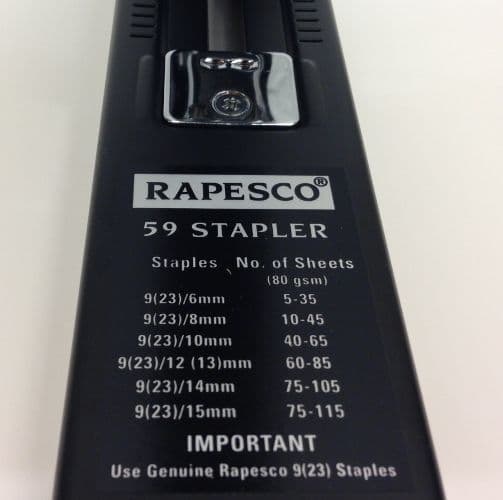 RAPESCO®
59 STAPLER
Staples No. of Sheets
(80 gsm)
9(23)/6mm 5-35
9(23)/8mm 10-45
9(23)/10mm 40-65
9(23)/12 (13)mm 60-85
9(23)/14mm 75-105
9(23)/15mm 75-115
IMPORTANT
Use Genuine Rapesco 9(23) Staples